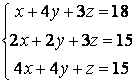 x + 4y + 3z = 18
2x + 2y + 3z = 15
4x + 4y + z = 15